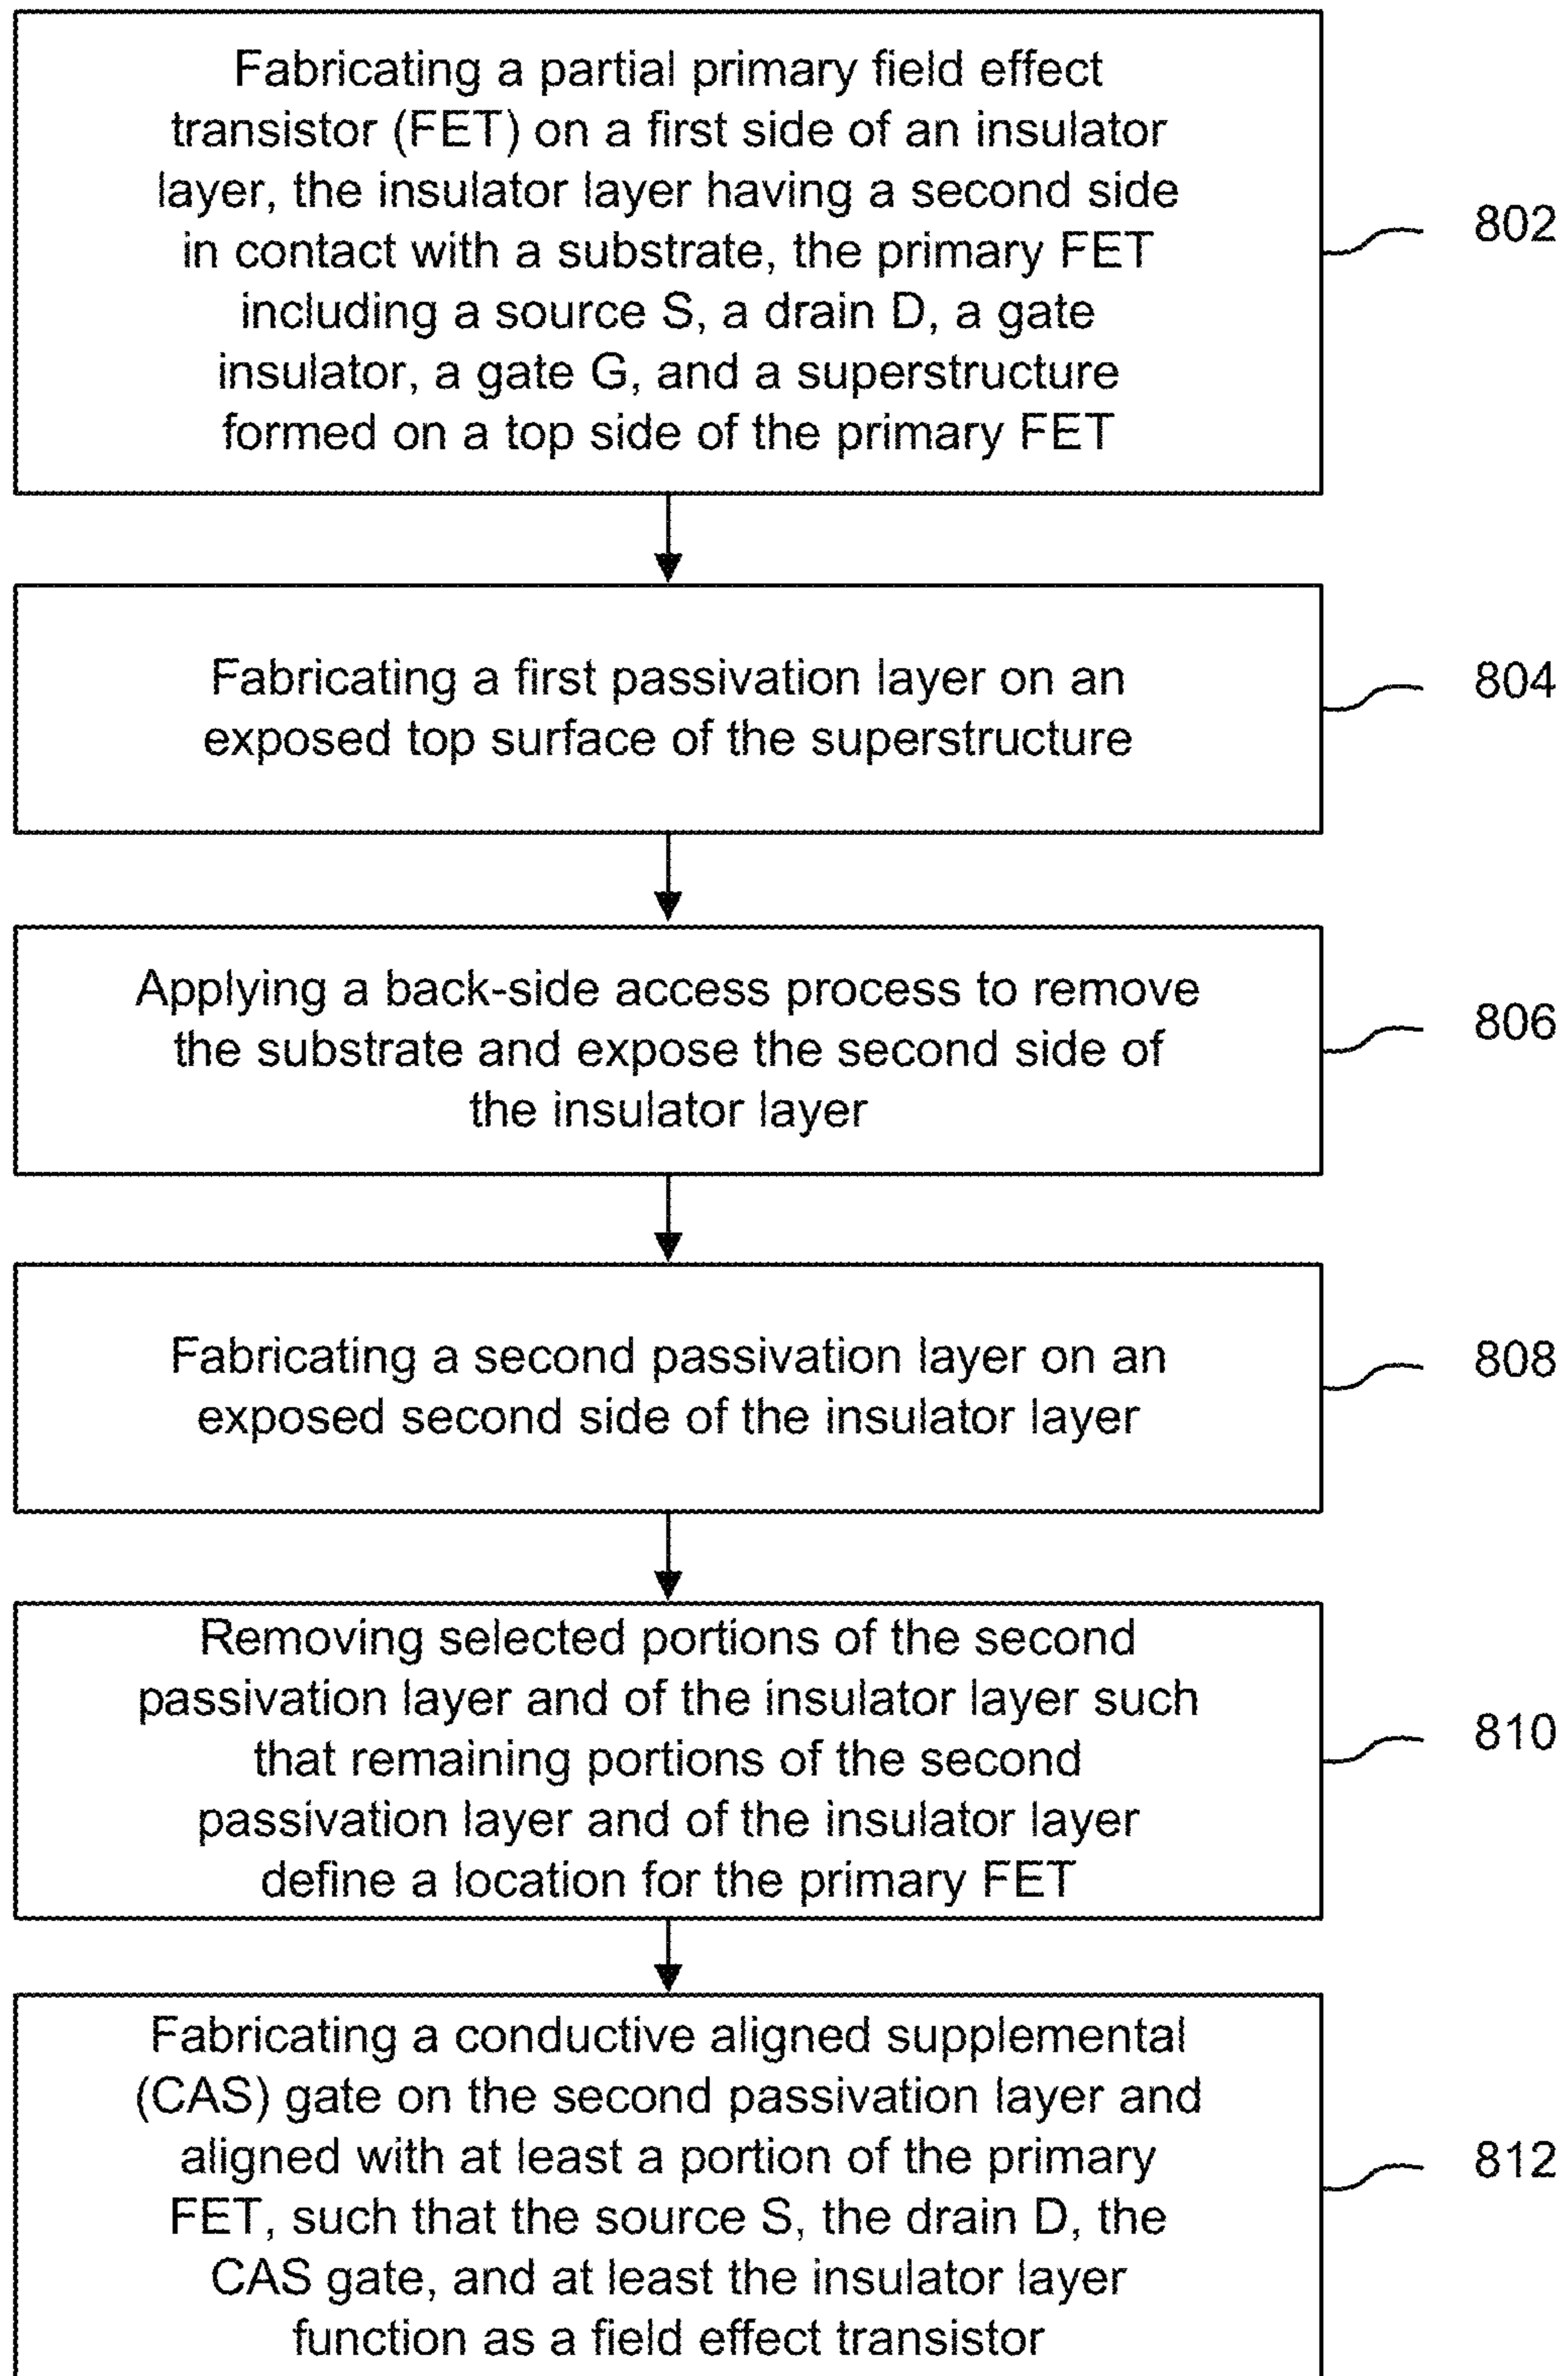 Fabricating a partial primary field effect
transistor (FET) on a first side of an insulator
layer, the insulator layer having a second side
in contact with a substrate, the primary FET
including a source S, a drain D, a gate
insulator, a gate G, and a superstructure
formed on a top side of the primary FET
802
Fabricating a first passivation layer on an
exposed top surface of the superstructure
804
Applying a back-side access process to remove
the substrate and expose the second side of
the insulator layer
806
Fabricating a second passivation layer on an
exposed second side of the insulator layer
808
Removing selected portions of the second
passivation layer and of the insulator layer such
that remaining portions of the second
passivation layer and of the insulator layer
define a location for the primary FET
810
Fabricating a conductive aligned supplemental
(CAS) gate on the second passivation layer and
aligned with at least a portion of the primary
FET, such that the source S, the drain D, the
CAS gate, and at least the insulator layer
function as a field effect transistor
812